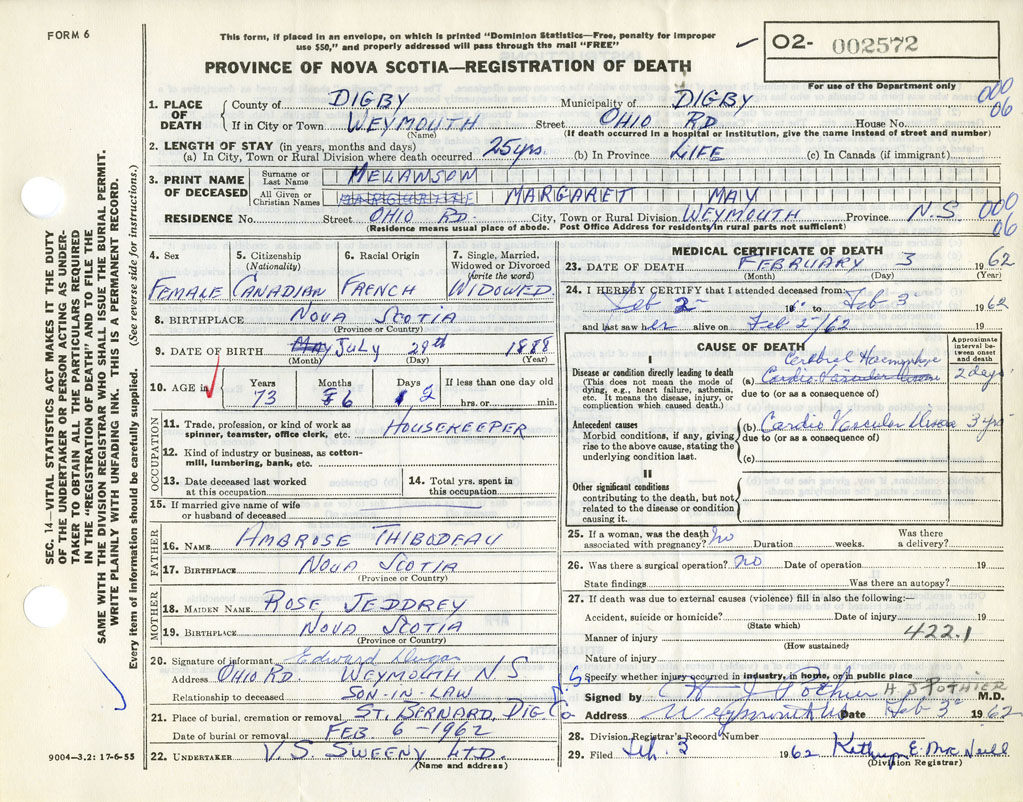 FORM 6
This form, if placed in an envelope, on which is printed "Dominion Statistics—Free, penalty for improper
use $50," and properly addressed will pass through the mail "FREE"
02- 002572
For use of the Department only
PROVINCE OF NOVA SCOTIA—REGISTRATION OF DEATH
000
06
1. PLACE OF DEATH County of DIGBY Municipality of DIGBY
If in City or Town WEYMOUTH Street OHIO RD House No.
(Name) (If death occurred in a hospital or institution, give the name instead of street and number)
2. LENGTH OF STAY (in years, months and days)
(a) In City, Town or Rural Division where death occurred 25 yrs. (b) In Province LIFE (c) In Canada (if immigrant)
3. PRINT NAME OF DECEASED Surname or Last Name MELANSON
All Given or Christian Names MARGARET MAY
RESIDENCE No. Street OHIO RD. City, Town or Rural Division WEYMOUTH Province N.S. 000
(Residence means usual place of abode. Post Office Address for residents in rural parts not sufficient) 06
4. Sex FEMALE
5. Citizenship (Nationality) CANADIAN
6. Racial Origin FRENCH
7. Single, Married, Widowed or Divorced (write the word) WIDOWED
8. BIRTHPLACE NOVA SCOTIA
(Province or Country)
9. DATE OF BIRTH May JULY 28th 1888
(Month) (Day) (Year)
10. AGE in Years 73 Months 6 Days If less than one day old hrs. or min.
OCCUPATION
11. Trade, profession, or kind of work as
spinner, teamster, office clerk, etc. HOUSEKEEPER
12. Kind of industry or business, as cotton-
mill, lumbering, bank, etc.
13. Date deceased last worked
at this occupation
14. Total yrs. spent in
this occupation
15. If married give name of wife
or husband of deceased
FATHER
16. NAME AMBROSE THIBODEAU
17. BIRTHPLACE NOVA SCOTIA
(Province or Country)
MOTHER
18. MAIDEN NAME ROSE JEDDREY
19. BIRTHPLACE NOVA SCOTIA
(Province or Country)
20. Signature of informant Edward Dugas
Address OHIO RD. WEYMOUTH N S
Relationship to deceased SON-IN-LAW
21. Place of burial, cremation or removal ST. BERNARD, DIG Co
Date of burial or removal FEB 6-1962
22. UNDERTAKER V.S. SWEENY LTD.
(Name and address)
MEDICAL CERTIFICATE OF DEATH
23. DATE OF DEATH FEBRUARY 3 1962
(Month) (Day) (Year)
24. I HEREBY CERTIFY that I attended deceased from:
Feb 2 to Feb 3 1962
and last saw her alive on Feb 2/62 19
CAUSE OF DEATH
Approximate
interval be-
tween onset
and death
I
Disease or condition directly leading to death
(This does not mean the mode of
dying, e.g., heart failure, asthenia,
etc. It means the disease, injury, or
complication which caused death.)
(a) Cerebral Haemorrhage 2 days
Cardio Vascular
due to (or as a consequence of)
Antecedent causes
Morbid conditions, if any, giving
rise to the above cause, stating the
underlying condition last.
(b) Cardio Vascular Disease 3 yrs
due to (or as a consequence of)
(c)
II
Other significant conditions
contributing to the death, but not
related to the disease or condition
causing it.
25. If a woman, was the death
associated with pregnancy? no Duration weeks. Was there
a delivery?
26. Was there a surgical operation? no Date of operation 19
State findings Was there an autopsy?
27. If death was due to external causes (violence) fill in also the following:—
Accident, suicide or homicide? Date of injury 19
(State which)
Manner of injury 422.1
(How sustained)
Nature of injury
Specify whether injury occurred in industry, in home, or in public place
Signed by H J Pothier H J POTHIER M.D.
Address Weymouth N.S Date Feb 3 1962
28. Division Registrar's Record Number
29. Filed Feb. 2 1962 Kathryn E. MacNeill
(Division Registrar)
SEC. 14—VITAL STATISTICS ACT MAKES IT THE DUTY
OF THE UNDERTAKER OR PERSON ACTING AS UNDER-
TAKER TO OBTAIN ALL THE PARTICULARS REQUIRED
IN THE "REGISTRATION OF DEATH" AND TO FILE THE
SAME WITH THE DIVISION REGISTRAR WHO SHALL ISSUE THE BURIAL PERMIT.
WRITE PLAINLY WITH UNFADING INK. THIS IS A PERMANENT RECORD.
Every item of information should be carefully supplied. (See reverse side for instructions.)
9004—3.2: 17-6-55